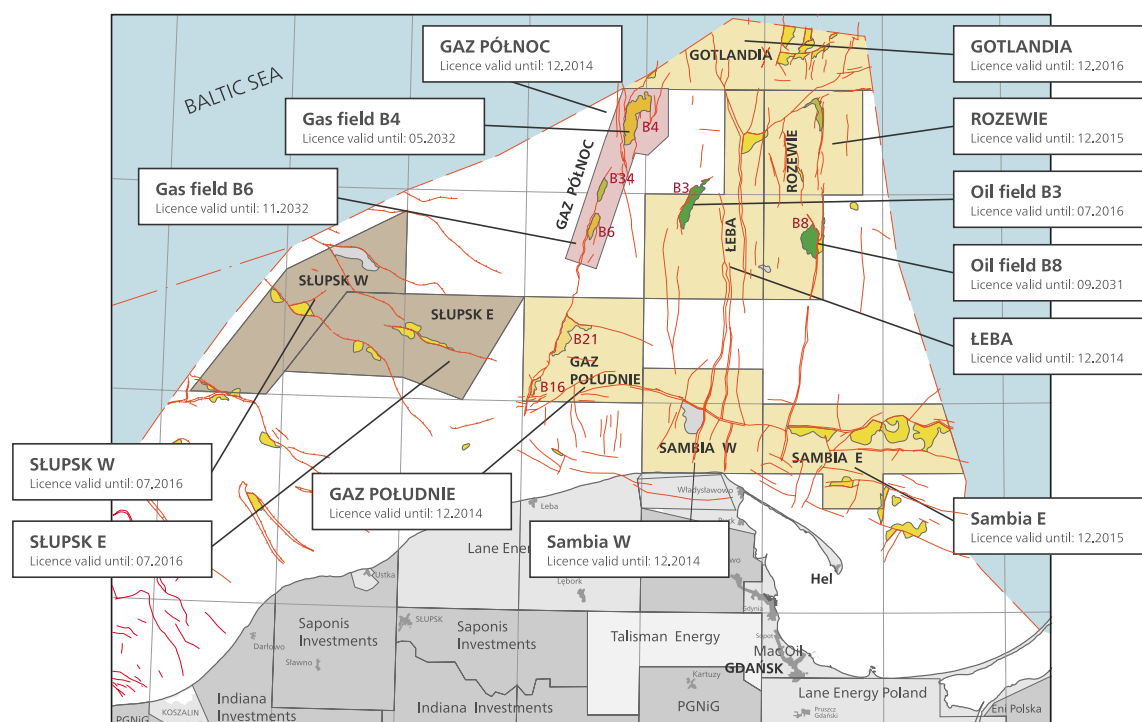 BALTIC SEA
GAZ PÓŁNOC
Licence valid until: 12.2014
Gas field B4
Licence valid until: 05.2032
Gas field B6
Licence valid until: 11.2032
GOTLANDIA
Licence valid until: 12.2016
ROZEWIE
Licence valid until: 12.2015
Oil field B3
Licence valid until: 07.2016
Oil field B8
Licence valid until: 09.2031
ŁEBA
Licence valid until: 12.2014
GOTLANDIA
B4
GAZ PÓŁNOC
B34
B6
B3
ROZEWIE
ŁEBA
B8
SŁUPSK W
SŁUPSK E
B21
GAZ
POŁUDNIE
B16
SAMBIA W
SAMBIA E
SŁUPSK W
Licence valid until: 07.2016
SŁUPSK E
Licence valid until: 07.2016
GAZ POŁUDNIE
Licence valid until: 12.2014
Sambia W
Licence valid until: 12.2014
Sambia E
Licence valid until: 12.2015
Władysławowo
Łeba
Hel
Ustka
Lębork
Gdynia
SŁUPSK
Saponis
Investments
Saponis
Investments
Talisman Energy
Darłowo
Sławno
Mac Oil
GDAŃSK
Kartuzy
PGNiG
Lane Energy Poland
Pruszcz
Gdański
Indiana
Investments
Indiana
Investments
KOSZALIN
PGNiG
Eni Polska